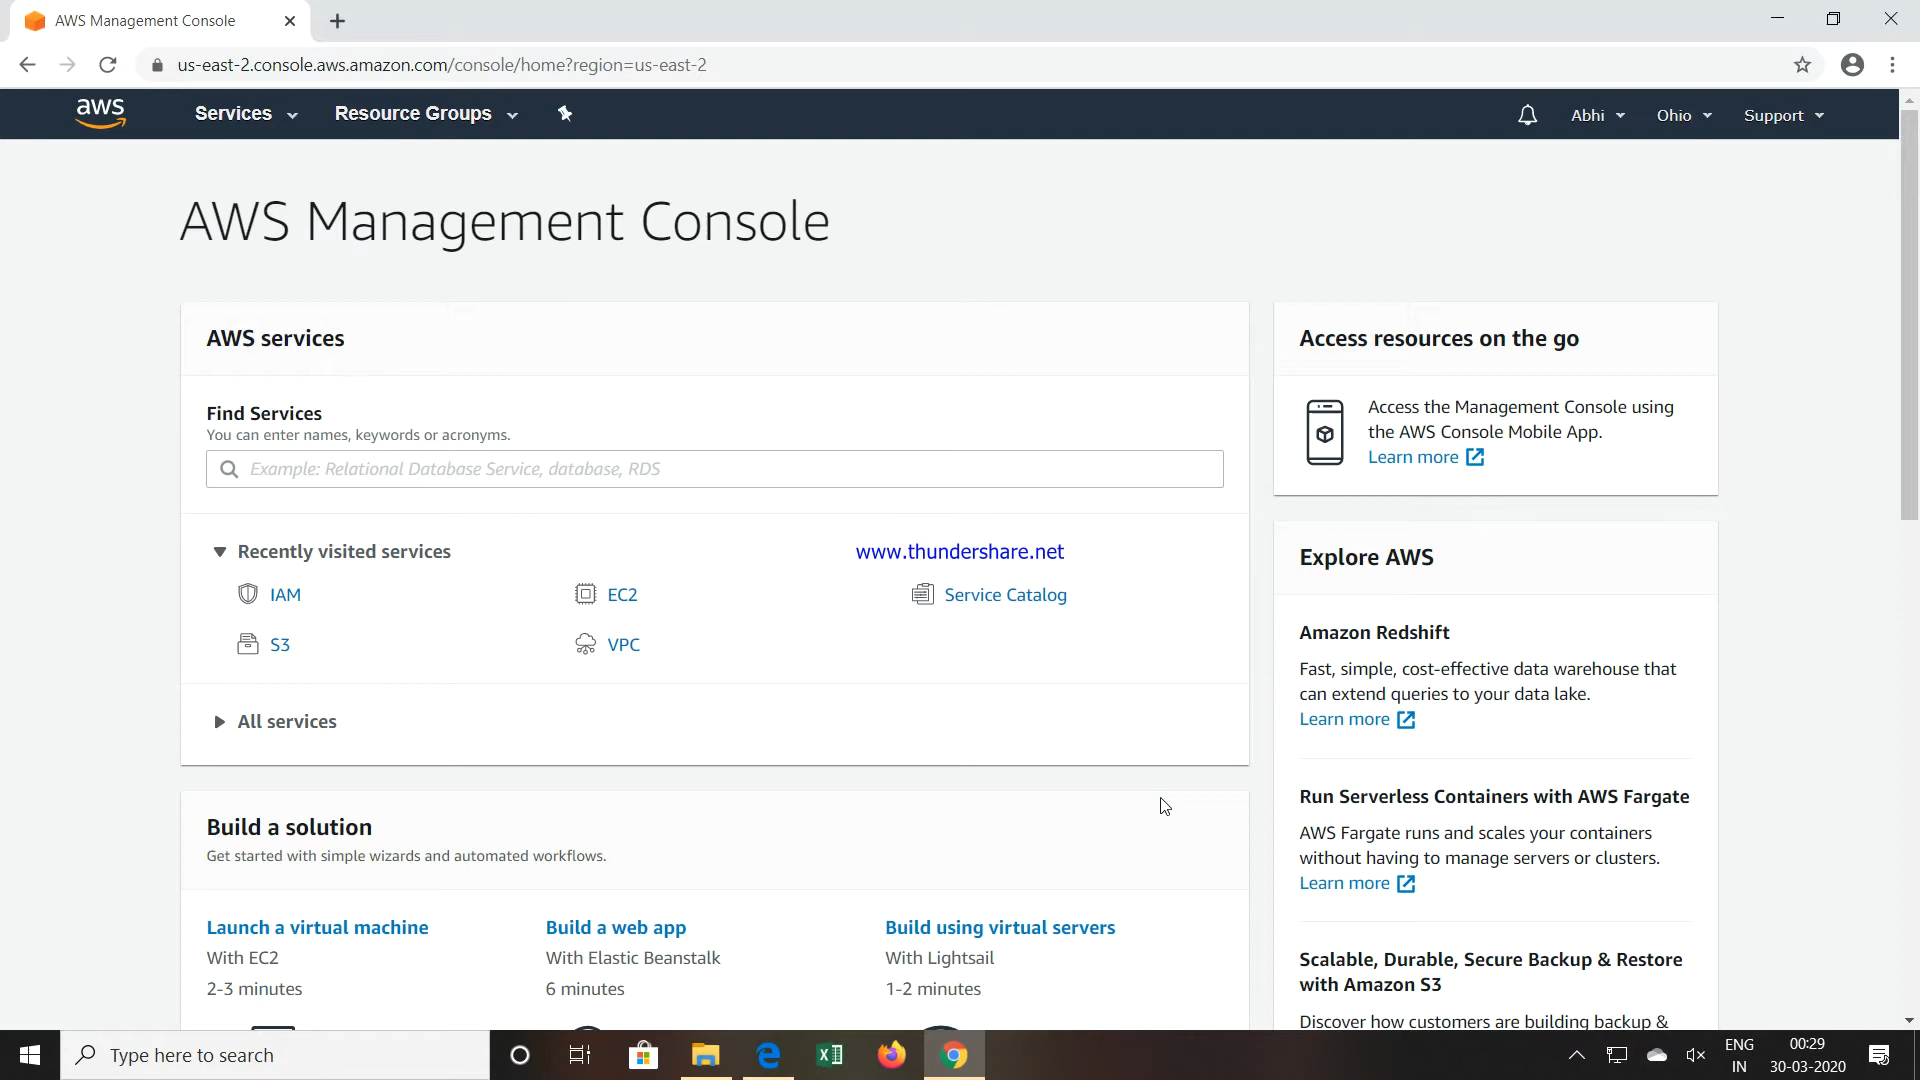 AWS Management Console
us-east-2.console.aws.amazon.com/console/home?region=us-east-2
aws
Services
Resource Groups
Abhi
Ohio
Support
AWS Management Console
AWS services
Find Services
You can enter names, keywords or acronyms.
Example: Relational Database Service, database, RDS
Recently visited services
www.thundershare.net
IAM
EC2
Service Catalog
S3
VPC
All services
Build a solution
Get started with simple wizards and automated workflows.
Launch a virtual machine
With EC2
2-3 minutes
Build a web app
With Elastic Beanstalk
6 minutes
Build using virtual servers
With Lightsail
1-2 minutes
Access resources on the go
Access the Management Console using
the AWS Console Mobile App.
Learn more
Explore AWS
Amazon Redshift
Fast, simple, cost-effective data warehouse that
can extend queries to your data lake.
Learn more
Run Serverless Containers with AWS Fargate
AWS Fargate runs and scales your containers
without having to manage servers or clusters.
Learn more
Scalable, Durable, Secure Backup & Restore
with Amazon S3
Discover how customers are building backup &
Type here to search
ENG
IN
00:29
30-03-2020